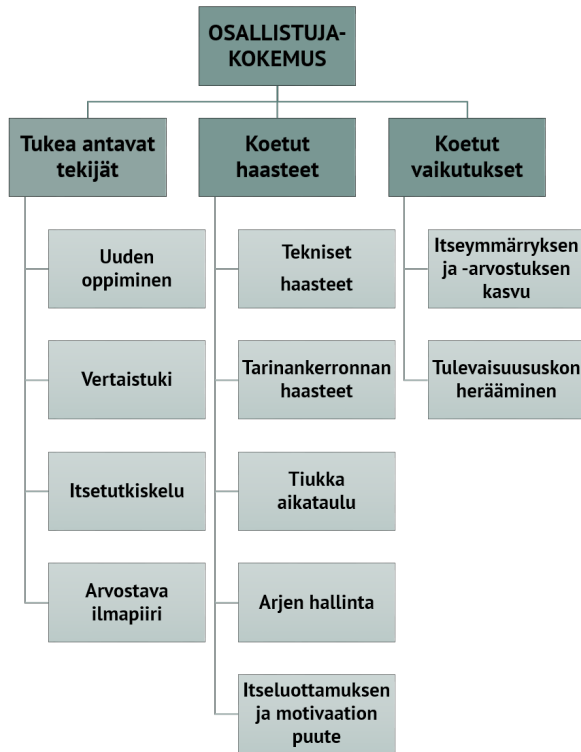 OSALLISTUJA-
KOKEMUS
Tukea antavat
tekijät
Uuden
oppiminen
Vertaistuki
Itsetutkiskelu
Arvostava
ilmapiiri
Koetut
haasteet
Tekniset
haasteet
Tarinankerronnan
haasteet
Tiukka
aikataulu
Arjen hallinta
Itseluottamuksen
ja motivaation
puute
Koetut
vaikutukset
Itseymmärryksen
ja -arvostuksen
kasvu
Tulevaisuususkon
herääminen